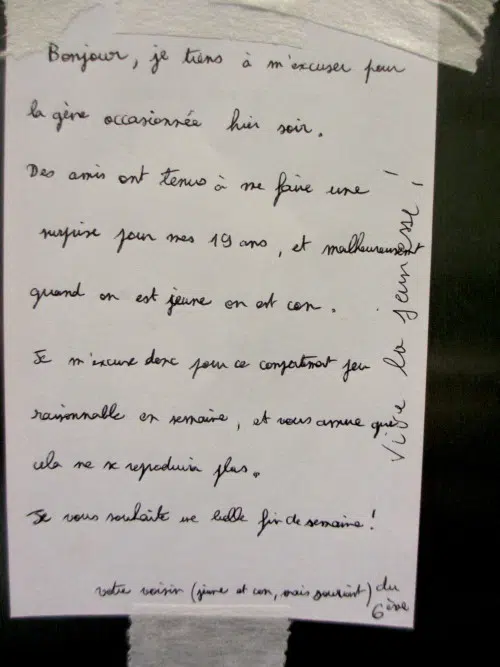 Bonjour, je tiens à m'excuser pour
la gène occasionnée hier soir.
Des amis ont tenus à me faire une
surprise pour mes 19 ans, et malheureusement
quand on est jeune on est con.
Je m'excuse donc pour ce comportement peu
raisonnable en semaine, et vous assure que
cela ne se reproduira plus.
Je vous souhaite une belle fin de semaine !
votre voisin (jeune et con, mais souriant) du
6ème
Vive la jeunesse !